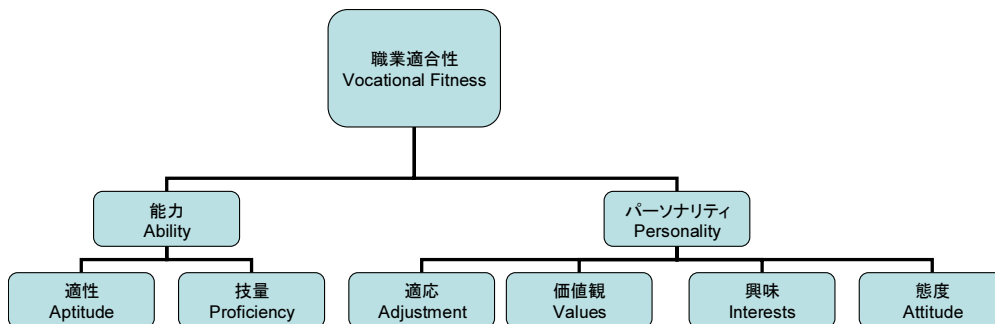 職業適合性
Vocational Fitness
能力
Ability
パーソナリティ
Personality
適性
Aptitude
技量
Proficiency
適応
Adjustment
価値観
Values
興味
Interests
態度
Attitude